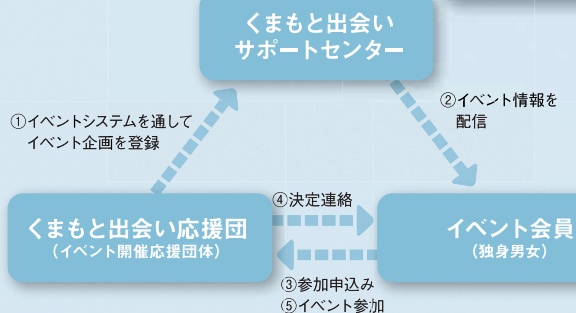 くまもと出会い
サポートセンター
①イベントシステムを通して
イベント企画を登録
②イベント情報を
配信
④決定連絡
くまもと出会い応援団
（イベント開催応援団体）
イベント会員
（独身男女）
③参加申込み
⑤イベント参加